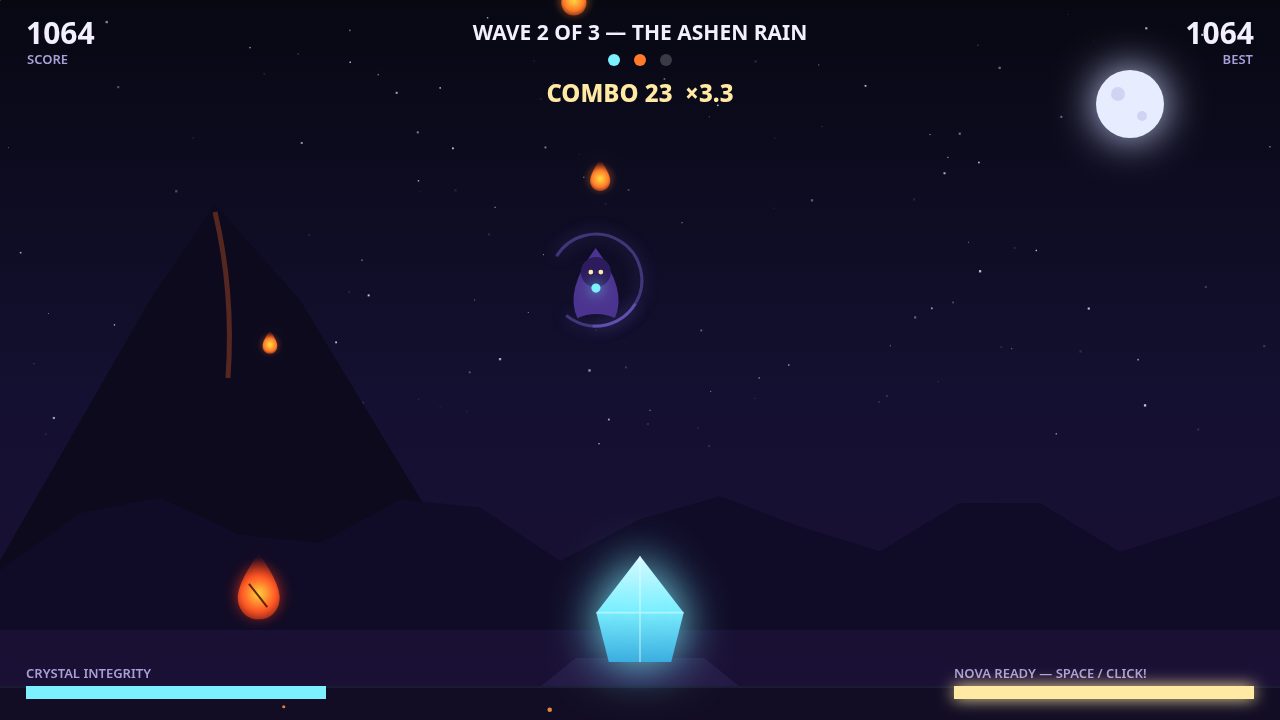 1064
SCORE
WAVE 2 OF 3 — THE ASHEN RAIN
COMBO 23 ×3.3
1064
BEST
CRYSTAL INTEGRITY
NOVA READY — SPACE / CLICK!